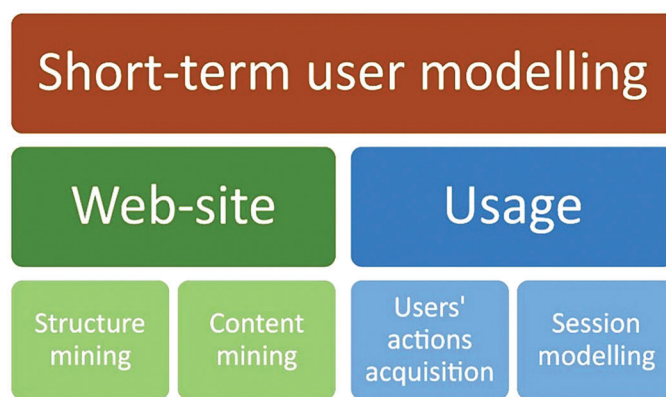 Short-term user modelling
Web-site
Usage
Structure
mining
Content
mining
Users'
actions
acquisition
Session
modelling